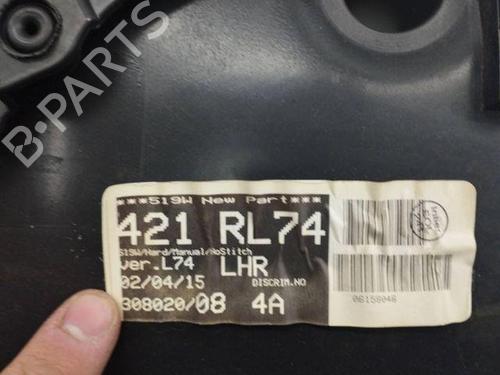 B-PARTS
***519W New Part***
421 RL74
519W/Hard/Manual/NoStitch
ver.L74 LHR
02/04/15 DISCRIM.NO
308020/08 4A
06158046